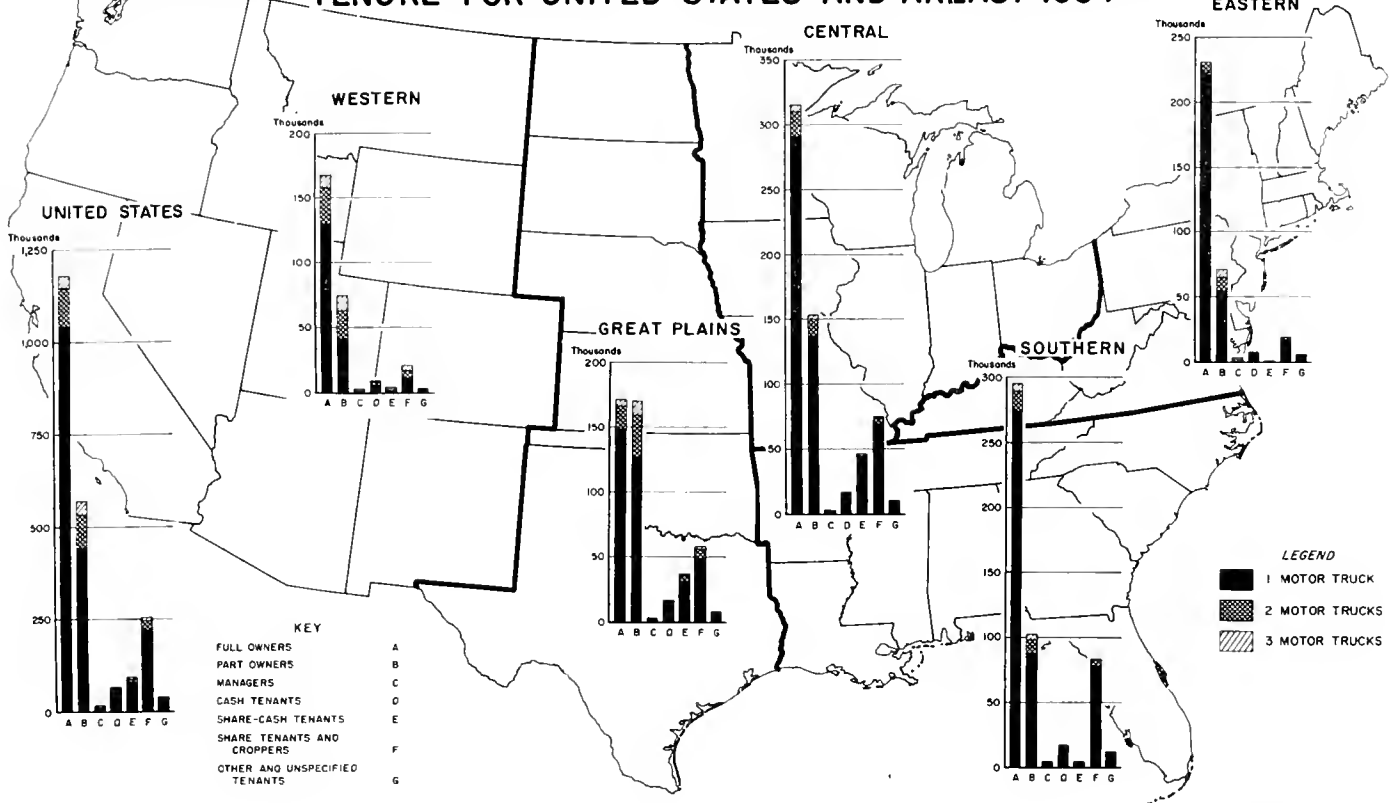 TENURE FOR UNITED STATES AND AREAS: 1954
UNITED STATES
Thousands
1,250
1,000
750
500
250
0
A B C D E F G
WESTERN
Thousands
200
150
100
50
0
A B C D E F G
GREAT PLAINS
Thousands
200
150
100
50
0
A B C D E F G
CENTRAL
Thousands
350
300
250
200
150
100
50
0
A B C D E F G
SOUTHERN
Thousands
300
250
200
150
100
50
0
A B C D E F G
EASTERN
Thousands
250
200
150
100
50
0
A B C D E F G
KEY
FULL OWNERS A
PART OWNERS B
MANAGERS C
CASH TENANTS D
SHARE-CASH TENANTS E
SHARE TENANTS AND
CROPPERS F
OTHER AND UNSPECIFIED
TENANTS G
LEGEND
1 MOTOR TRUCK
2 MOTOR TRUCKS
3 MOTOR TRUCKS